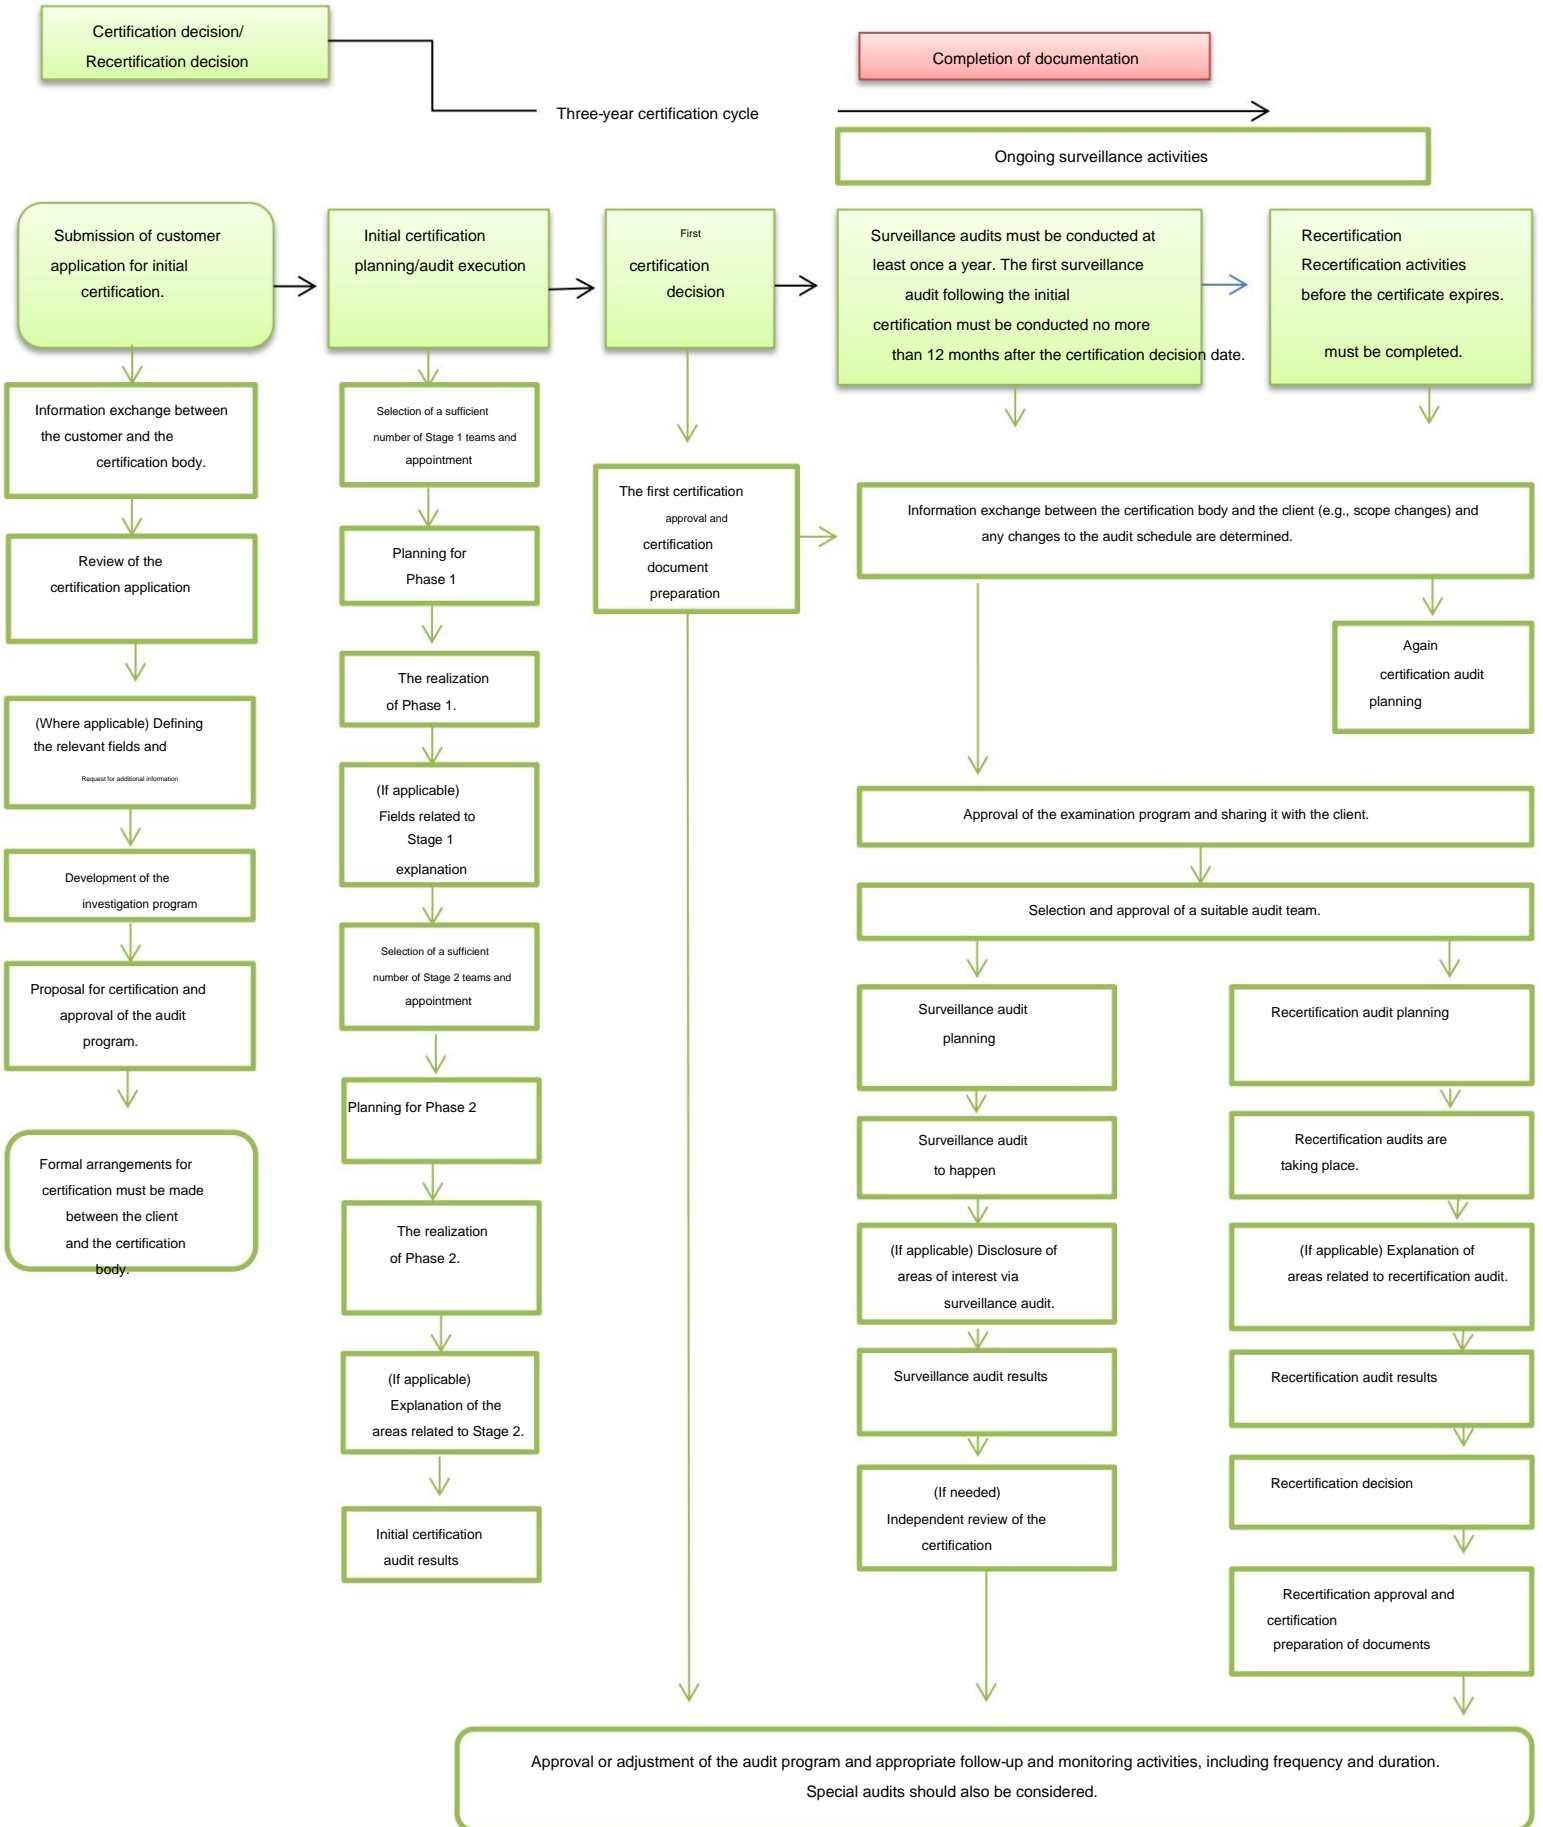 Certification decision/
Recertification decision
Completion of documentation
Three-year certification cycle
Ongoing surveillance activities
Submission of customer
application for initial
certification.
Initial certification
planning/audit execution
First
certification
decision
Surveillance audits must be conducted at
least once a year. The first surveillance
audit following the initial
certification must be conducted no more
than 12 months after the certification decision date.
Recertification
Recertification activities
before the certificate expires.
must be completed.
Information exchange between
the customer and the
certification body.
Review of the
certification application
(Where applicable) Defining
the relevant fields and
Request for additional information
Development of the
investigation program
Proposal for certification and
approval of the audit
program.
Formal arrangements for
certification must be made
between the client
and the certification
body.
Selection of a sufficient
number of Stage 1 teams and
appointment
Planning for
Phase 1
The realization
of Phase 1.
(If applicable)
Fields related to
Stage 1
explanation
Selection of a sufficient
number of Stage 2 teams and
appointment
Planning for Phase 2
The realization
of Phase 2.
(If applicable)
Explanation of the
areas related to Stage 2.
Initial certification
audit results
The first certification
approval and
certification
document
preparation
Information exchange between the certification body and the client (e.g., scope changes) and
any changes to the audit schedule are determined.
Again
certification audit
planning
Approval of the examination program and sharing it with the client.
Selection and approval of a suitable audit team.
Surveillance audit
planning
Surveillance audit
to happen
(If applicable) Disclosure of
areas of interest via
surveillance audit.
Surveillance audit results
(If needed)
Independent review of the
certification
Recertification audit planning
Recertification audits are
taking place.
(If applicable) Explanation of
areas related to recertification audit.
Recertification audit results
Recertification decision
Recertification approval and
certification
preparation of documents
Approval or adjustment of the audit program and appropriate follow-up and monitoring activities, including frequency and duration.
Special audits should also be considered.